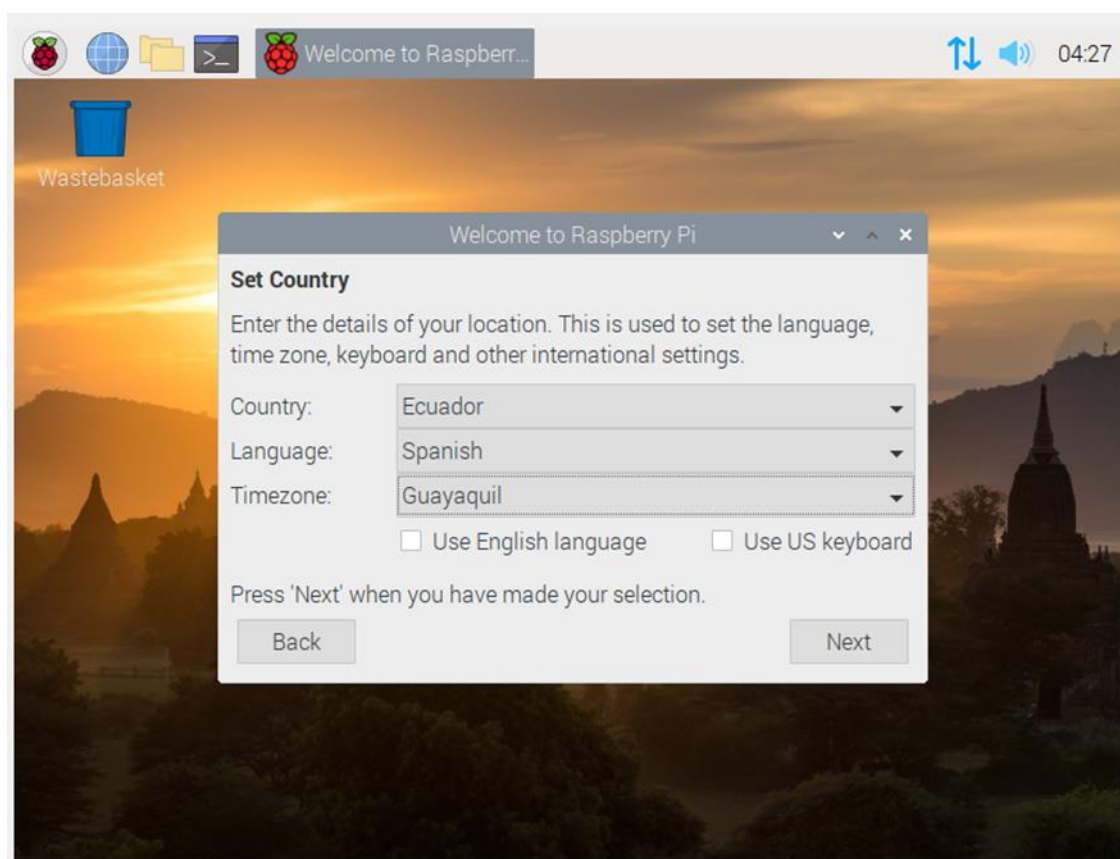 Welcome to Raspberr...
04:27
Wastebasket
Welcome to Raspberry Pi
Set Country
Enter the details of your location. This is used to set the language,
time zone, keyboard and other international settings.
Country: Ecuador
Language: Spanish
Timezone: Guayaquil
Use English language Use US keyboard
Press 'Next' when you have made your selection.
Back Next